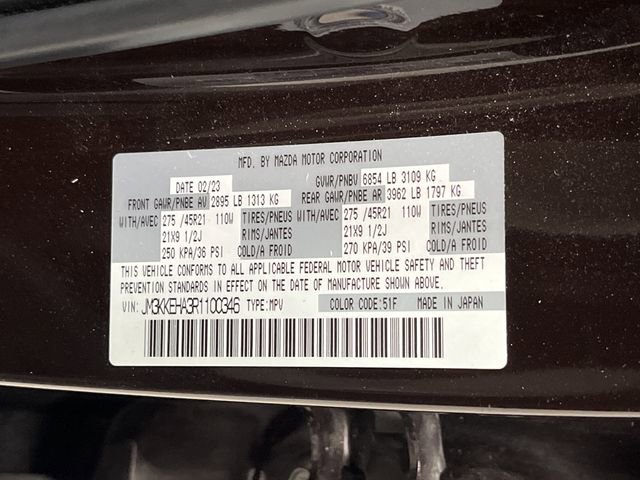 MFD. BY MAZDA MOTOR CORPORATION
DATE 02/23 GVWR/PNBV 6854 LB 3109 KG
FRONT GAWR/PNBE AV 2895 LB 1313 KG REAR GAWR/PNBE AR 3962 LB 1797 KG
WITH/AVEC 275 /45R21 110W TIRES/PNEUS WITH/AVEC 275 /45R21 110W TIRES/PNEUS
21X9 1/2J RIMS/JANTES 21X9 1/2J RIMS/JANTES
250 KPA/36 PSI COLD/A FROID 270 KPA/39 PSI COLD/A FROID
THIS VEHICLE CONFORMS TO ALL APPLICABLE FEDERAL MOTOR VEHICLE SAFETY AND THEFT
PREVENTION STANDARDS IN EFFECT ON THE DATE OF MANUFACTURE SHOWN ABOVE.
VIN: JM3KKEHA3R1100346 TYPE:MPV COLOR CODE:51F MADE IN JAPAN